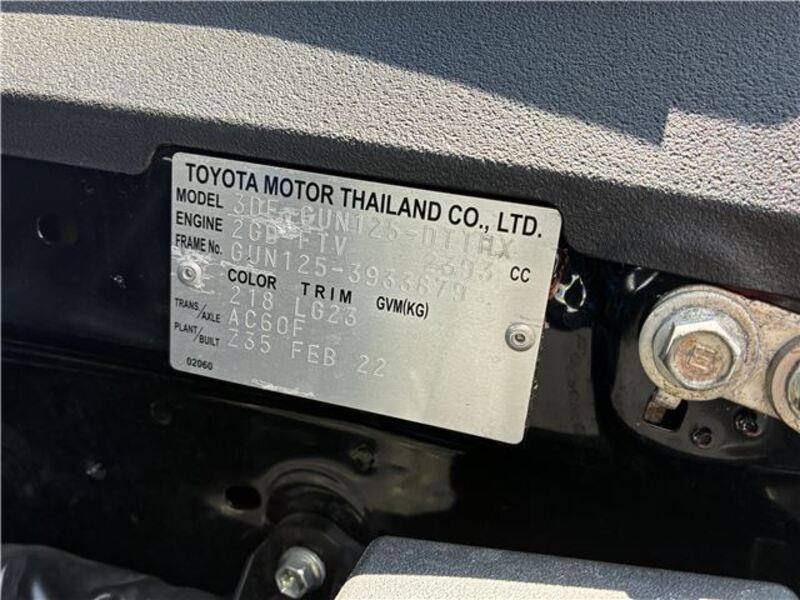 TOYOTA MOTOR THAILAND CO., LTD.
MODEL 3DF-GUN125-DTTHX
ENGINE 2GD-FTV 2393 CC
FRAME No. GUN125-3933879
COLOR TRIM GVM(KG)
218 LG23
TRANS/AXLE AC60F
PLANT/BUILT Z35 FEB 22
02060